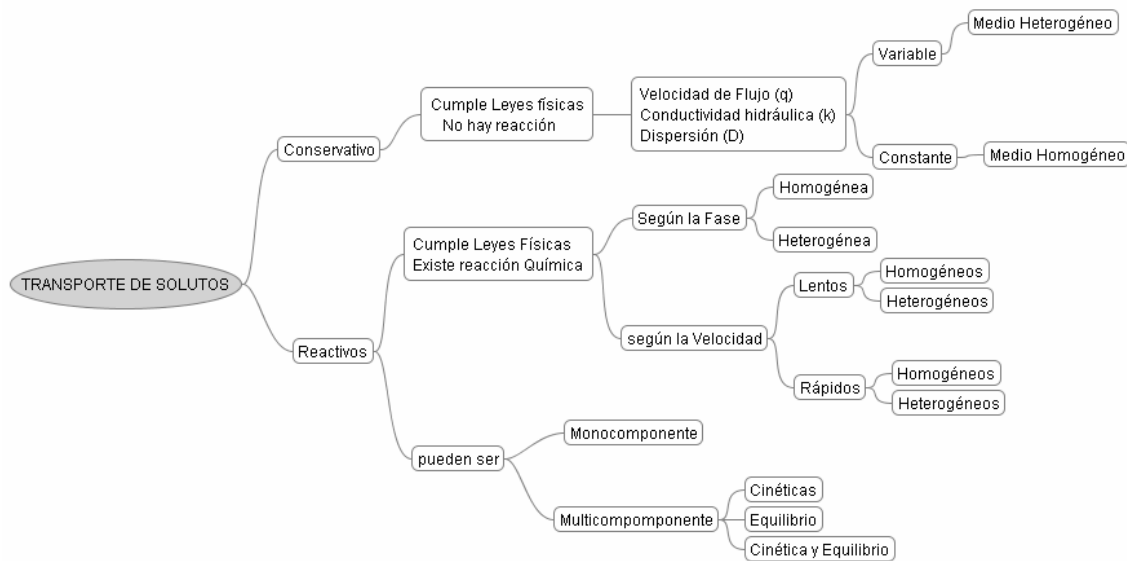 TRANSPORTE DE SOLUTOS
Conservativo
Cumple Leyes físicas
No hay reacción
Velocidad de Flujo (q)
Conductividad hidráulica (k)
Dispersión (D)
Variable
Medio Heterogéneo
Constante
Medio Homogéneo
Reactivos
Cumple Leyes Físicas
Existe reacción Química
Según la Fase
Homogénea
Heterogénea
según la Velocidad
Lentos
Homogéneos
Heterogéneos
Rápidos
Homogéneos
Heterogéneos
pueden ser
Monocomponente
Multicompomponente
Cinéticas
Equilibrio
Cinética y Equilibrio